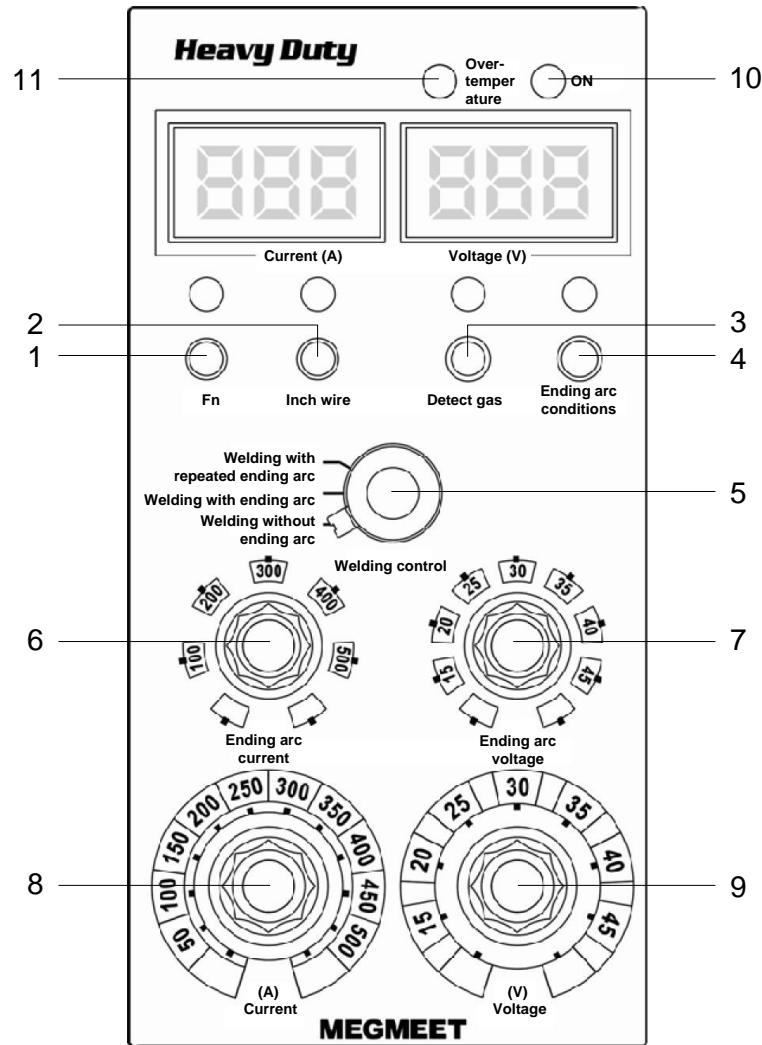 Heavy Duty
11
Over-
temper
ature
ON
10
888
888
Current (A)
Voltage (V)
2
3
1
4
Fn
Inch wire
Detect gas
Ending arc
conditions
Welding with
repeated ending arc
Welding with ending arc
Welding without
ending arc
5
Welding control
6
100
200
300
400
500
15
20
25
30
35
40
45
7
Ending arc
current
Ending arc
voltage
8
50
100
150
200
250
300
350
400
450
500
15
20
25
30
35
40
45
9
(A)
Current
(V)
Voltage
MEGMEET